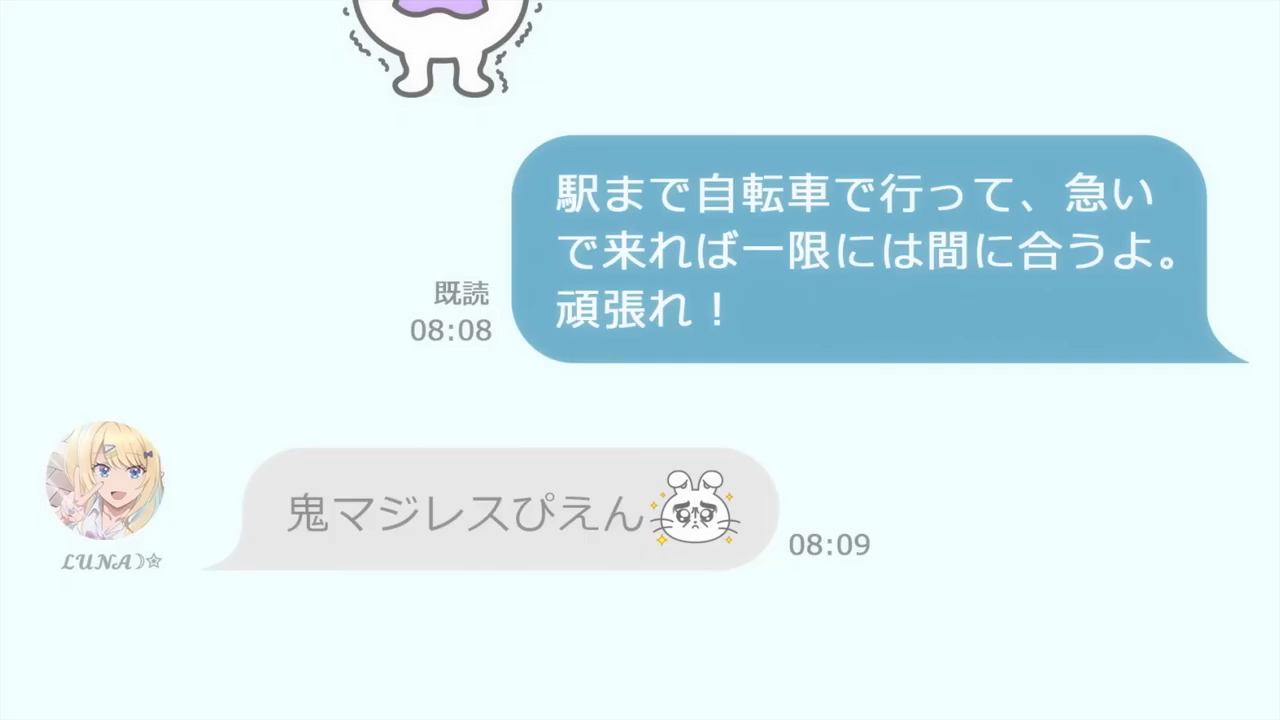 駅まで自転車で行って、急い
で来れば一限には間に合うよ。
頑張れ！
既読
08:08
鬼マジレスぴえん
08:09
LUNA☽☆